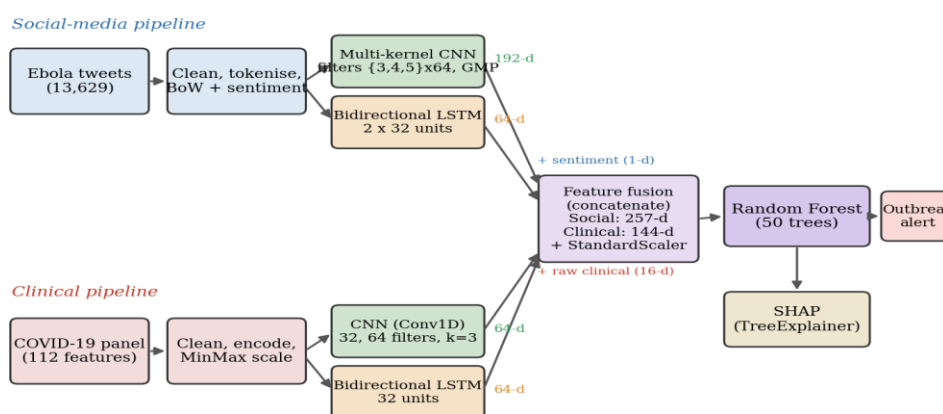 Social-media pipeline
Ebola tweets
(13,629)
Clean, tokenise,
BoW + sentiment
Multi-kernel CNN
filters {3,4,5}x64, GMP
192-d
Bidirectional LSTM
2 x 32 units
64-d
+ sentiment (1-d)
Feature fusion
(concatenate)
Social: 257-d
Clinical: 144-d
+ StandardScaler
+ raw clinical (16-d)
Random Forest
(50 trees)
Outbrea
alert
SHAP
(TreeExplainer)
Clinical pipeline
COVID-19 panel
(112 features)
Clean, encode,
MinMax scale
CNN (Conv1D)
32, 64 filters, k=3
64-d
Bidirectional LSTM
32 units
64-d